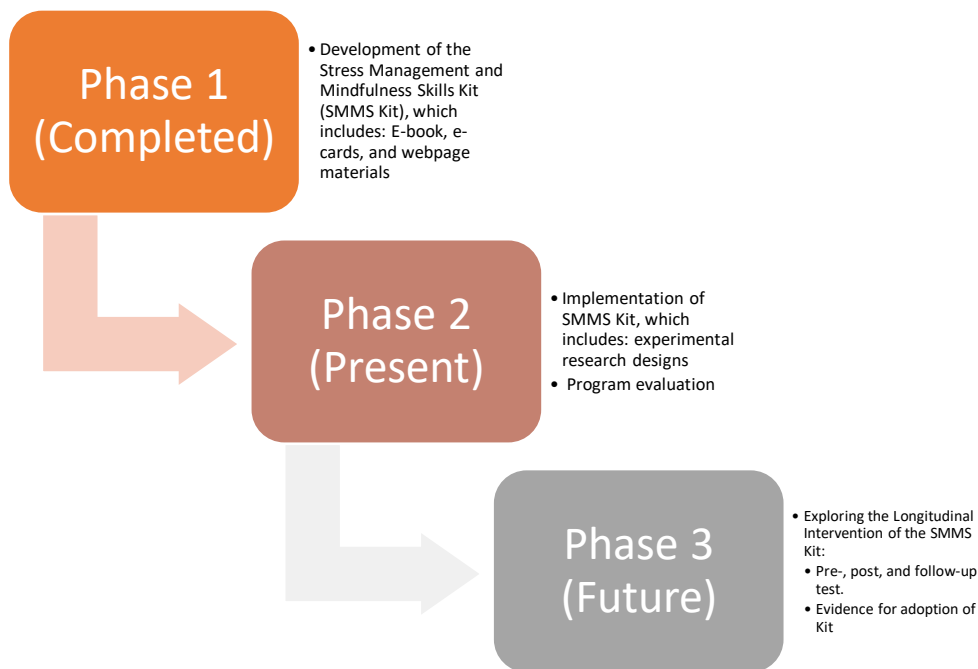 Phase 1
(Completed)
• Development of the
Stress Management and
Mindfulness Skills Kit
(SMMS Kit), which
includes: E-book, e-
cards, and webpage
materials
Phase 2
(Present)
• Implementation of
SMMS Kit, which
includes: experimental
research designs
• Program evaluation
Phase 3
(Future)
• Exploring the Longitudinal
Intervention of the SMMS
Kit:
• Pre-, post, and follow-up
test.
• Evidence for adoption of
Kit